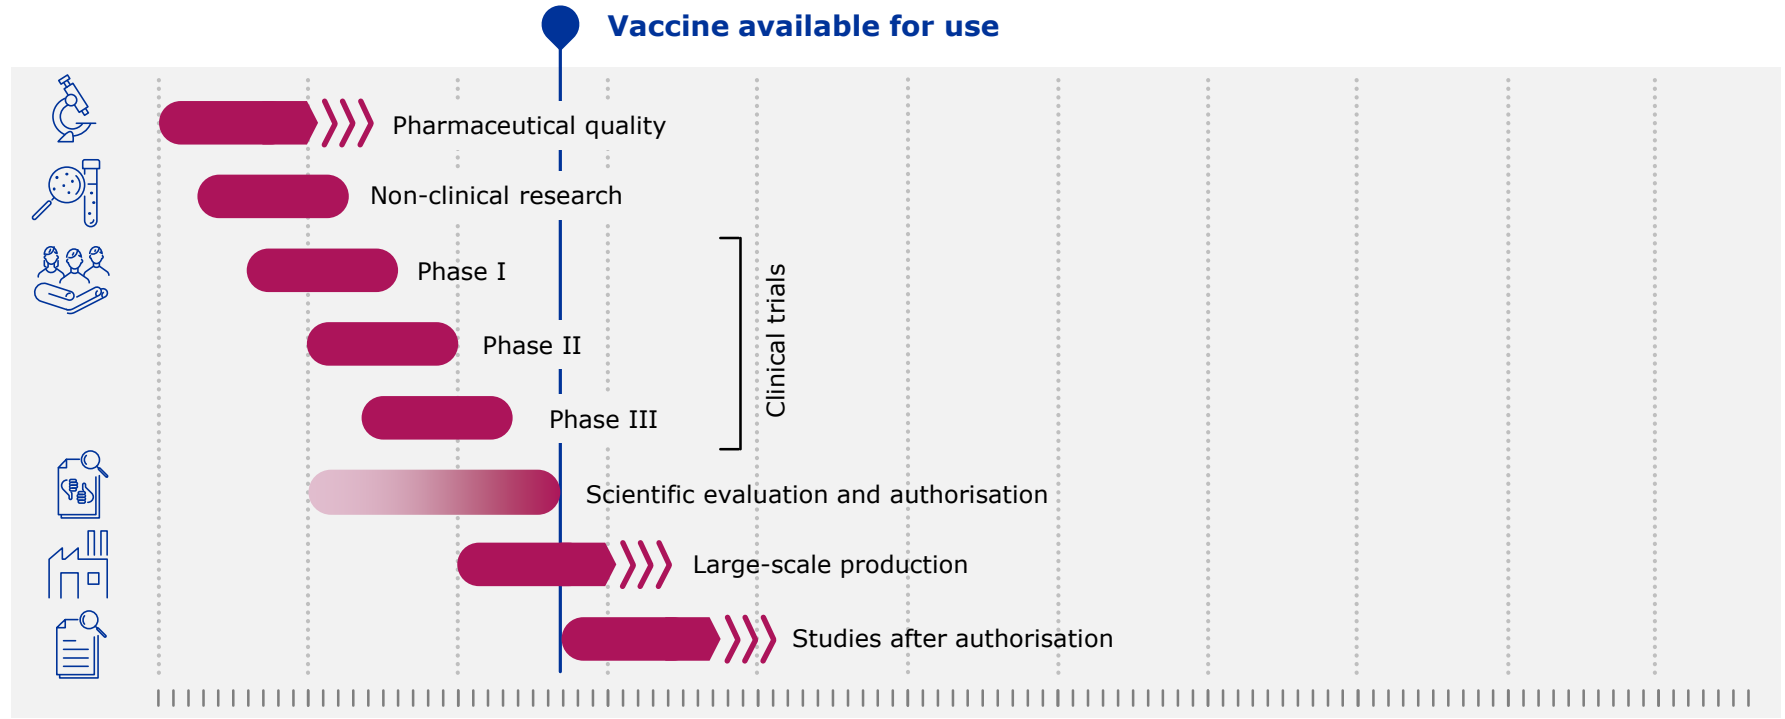 Vaccine available for use
Pharmaceutical quality
Non-clinical research
Phase I
Phase II
Phase III
Clinical trials
Scientific evaluation and authorisation
Large-scale production
Studies after authorisation